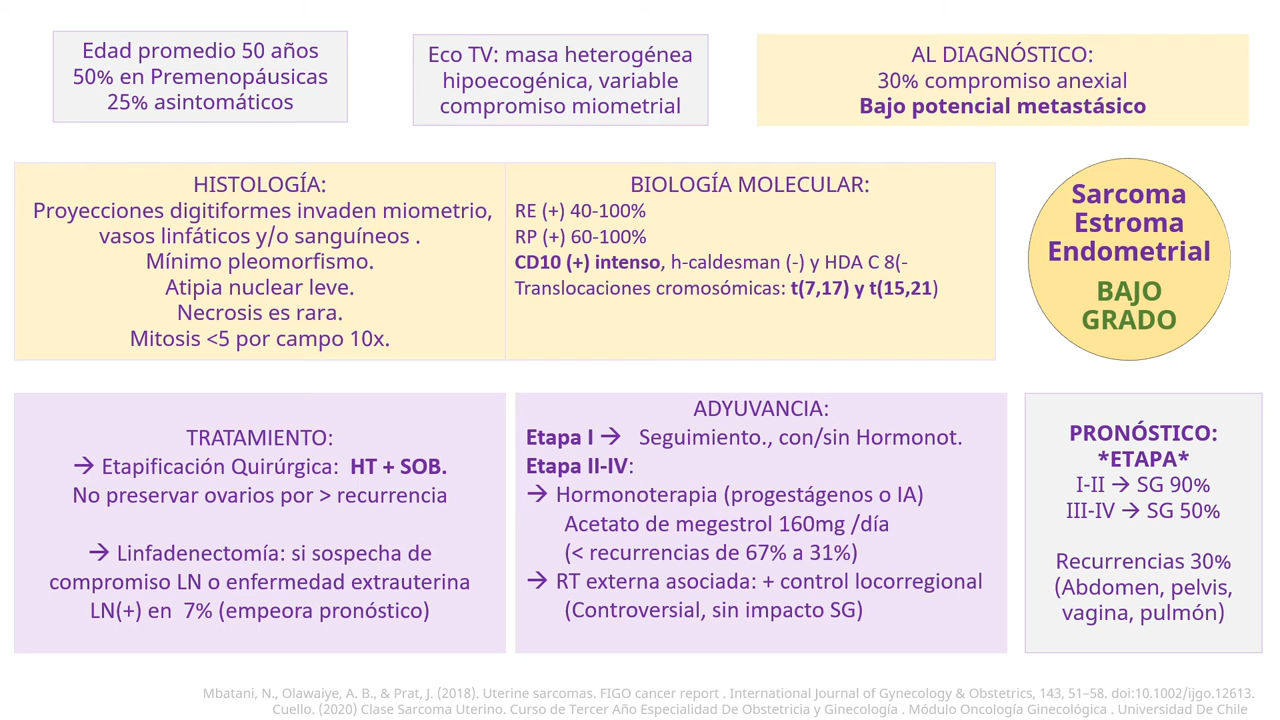 Edad promedio 50 años
50% en Premenopáusicas
25% asintomáticos
Eco TV: masa heterogénea
hipoecogénica, variable
compromiso miometrial
AL DIAGNÓSTICO:
30% compromiso anexial
Bajo potencial metastásico
HISTOLOGÍA:
Proyecciones digitiformes invaden miometrio,
vasos linfáticos y/o sanguíneos .
Mínimo pleomorfismo.
Atipia nuclear leve.
Necrosis es rara.
Mitosis <5 por campo 10x.
BIOLOGÍA MOLECULAR:
RE (+) 40-100%
RP (+) 60-100%
CD10 (+) intenso, h-caldesman (-) y HDA C 8(-
Translocaciones cromosómicas: t(7,17) y t(15,21)
Sarcoma
Estroma
Endometrial
BAJO
GRADO
TRATAMIENTO:
→ Etapificación Quirúrgica: HT + SOB.
No preservar ovarios por > recurrencia
→ Linfadenectomía: si sospecha de
compromiso LN o enfermedad extrauterina
LN(+) en 7% (empeora pronóstico)
ADYUVANCIA:
Etapa I → Seguimiento., con/sin Hormonot.
Etapa II-IV:
→ Hormonoterapia (progestágenos o IA)
Acetato de megestrol 160mg /día
(< recurrencias de 67% a 31%)
→ RT externa asociada: + control locorregional
(Controversial, sin impacto SG)
PRONÓSTICO:
*ETAPA*
I-II → SG 90%
III-IV → SG 50%
Recurrencias 30%
(Abdomen, pelvis,
vagina, pulmón)
Mbatani, N., Olawaiye, A. B., & Prat, J. (2018). Uterine sarcomas. FIGO cancer report . International Journal of Gynecology & Obstetrics, 143, 51–58. doi:10.1002/ijgo.12613.
Cuello. (2020) Clase Sarcoma Uterino. Curso de Tercer Año Especialidad De Obstetricia y Ginecología . Módulo Oncología Ginecológica . Universidad De Chile